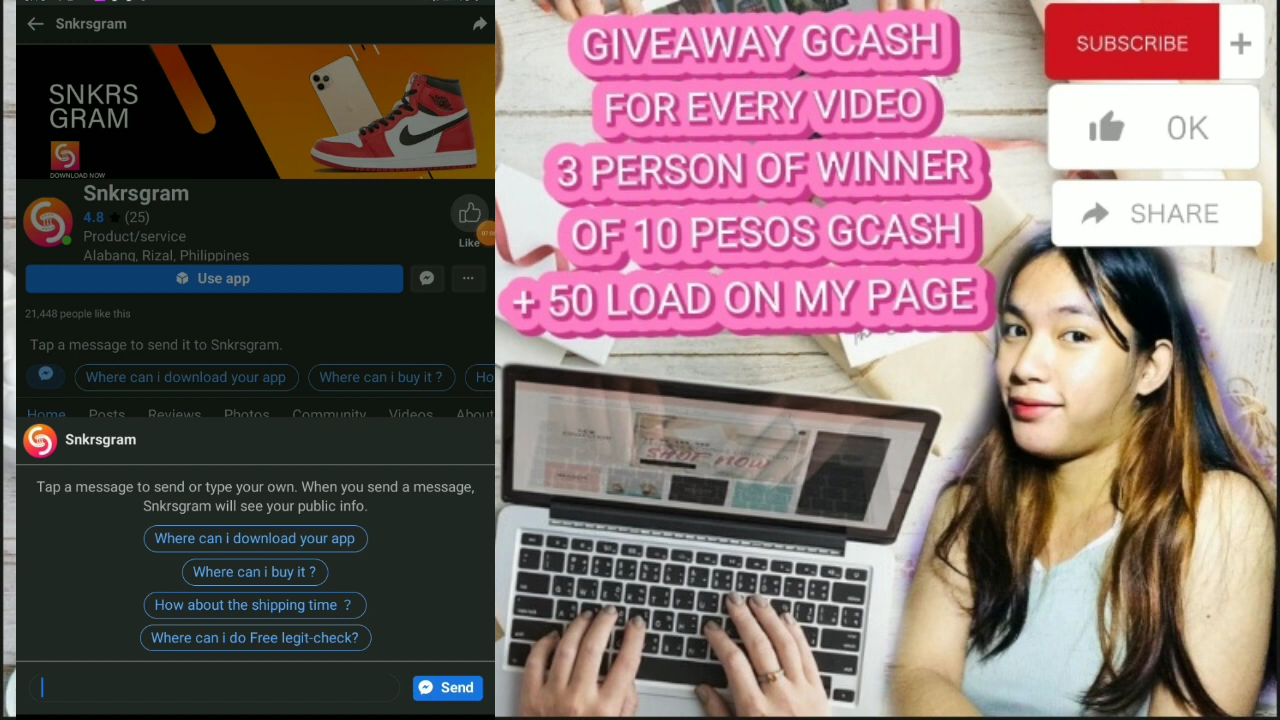 Snkrsgram
SNKRS
GRAM
DOWNLOAD NOW
Snkrsgram
4.8 ★ (25)
Product/service
Alabang, Rizal, Philippines
Like
Use app
21,448 people like this
Tap a message to send it to Snkrsgram.
Where can i download your app
Where can i buy it ?
Ho
Home Posts Reviews Photos Community Videos About
Snkrsgram
Tap a message to send or type your own. When you send a message,
Snkrsgram will see your public info.
Where can i download your app
Where can i buy it ?
How about the shipping time ？
Where can i do Free legit-check?
Send
GIVEAWAY GCASH
FOR EVERY VIDEO
3 PERSON OF WINNER
OF 10 PESOS GCASH
+ 50 LOAD ON MY PAGE
SUBSCRIBE +
0K
SHARE
SHOP NOW